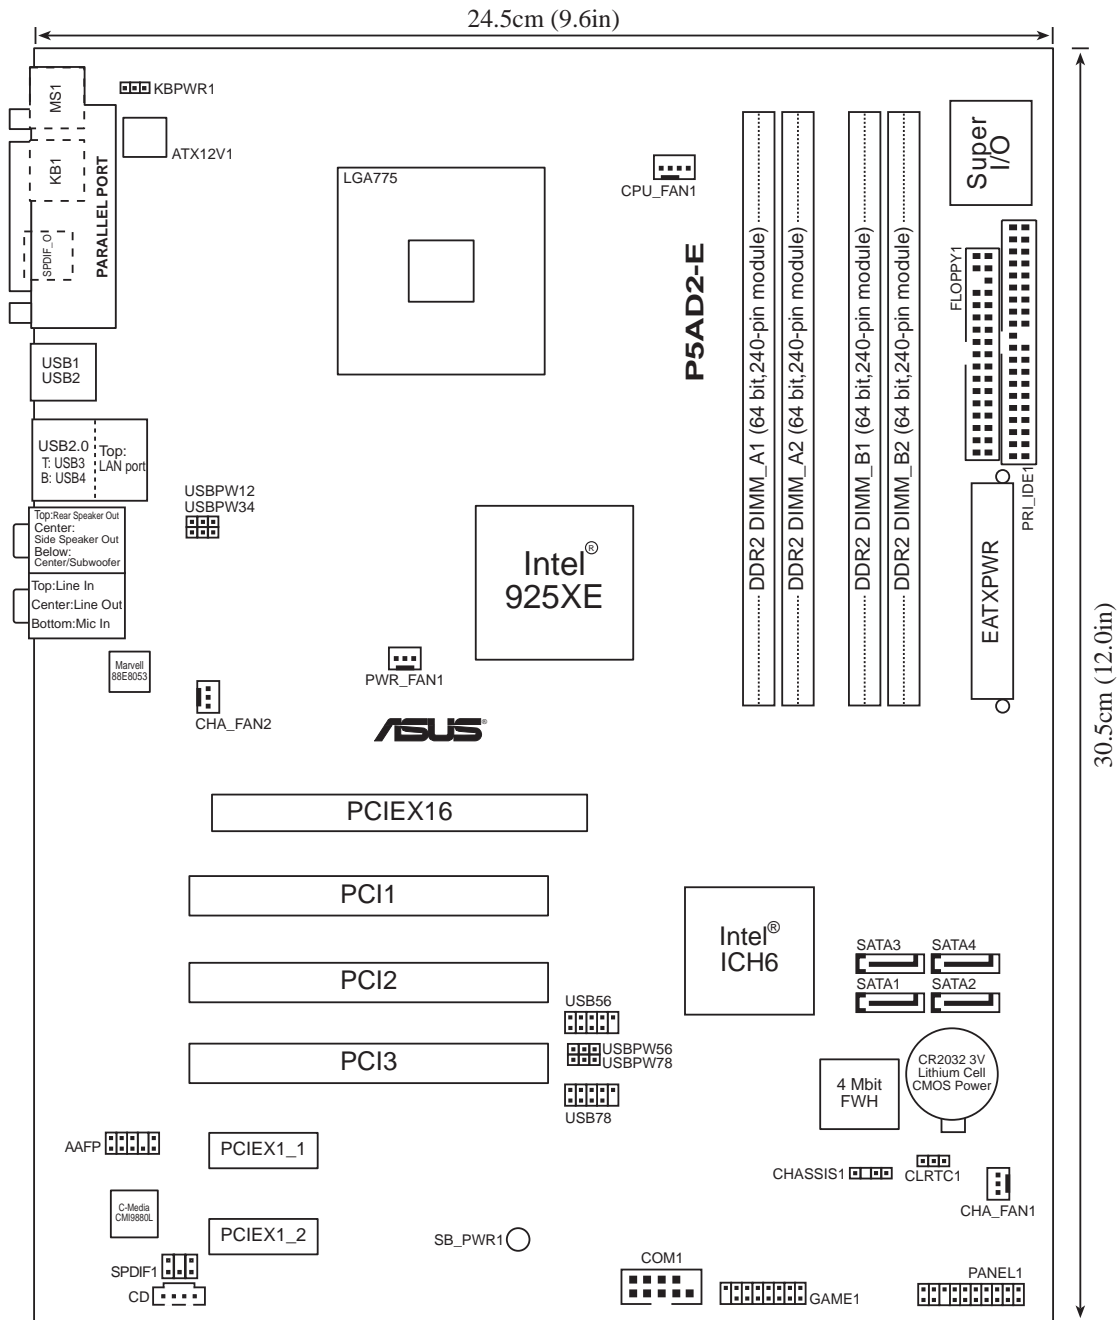 24.5cm (9.6in)
KBPWR1
MS1
ATX12V1
KB1
PARALLEL PORT
SPDIF_O
LGA775
CPU_FAN1
Super
I/O
P5AD2-E
DDR2 DIMM_A1 (64 bit,240-pin module)
DDR2 DIMM_A2 (64 bit,240-pin module)
DDR2 DIMM_B1 (64 bit,240-pin module)
DDR2 DIMM_B2 (64 bit,240-pin module)
FLOPPY1
PRI_IDE1
USB1
USB2
USB2.0
T: USB3
B: USB4
Top:
LAN port
USBPW12
USBPW34
Top:Rear Speaker Out
Center:
Side Speaker Out
Below:
Center/Subwoofer
Top:Line In
Center:Line Out
Bottom:Mic In
Intel®
925XE
EATXPWR
30.5cm (12.0in)
Marvell
88E8053
CHA_FAN2
PWR_FAN1
ASUS®
PCIEX16
PCI1
PCI2
PCI3
Intel®
ICH6
SATA3
SATA4
SATA1
SATA2
USB56
USBPW56
USBPW78
USB78
4 Mbit
FWH
CR2032 3V
Lithium Cell
CMOS Power
AAFP
PCIEX1_1
CHASSIS1
CLRTC1
CHA_FAN1
C-Media
CMI9880L
PCIEX1_2
SB_PWR1
SPDIF1
CD
COM1
GAME1
PANEL1